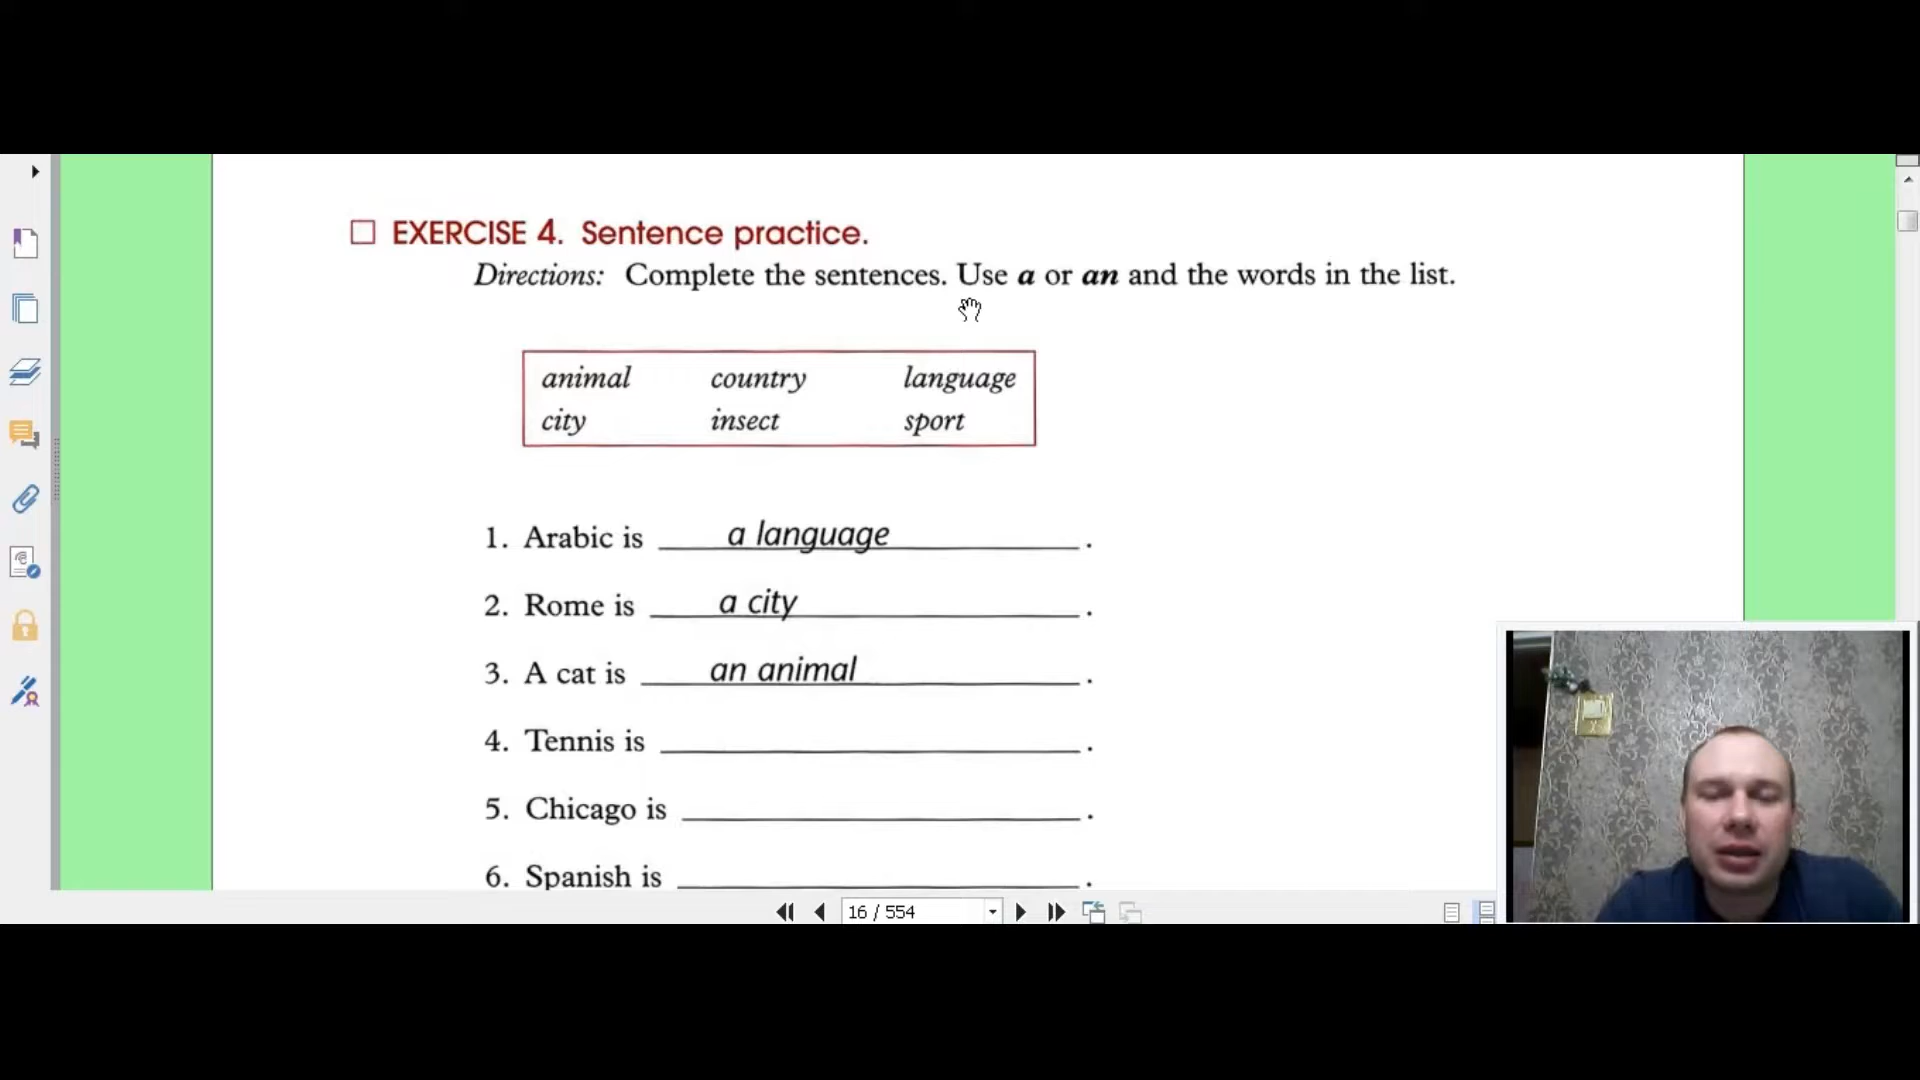 EXERCISE 4. Sentence practice.
Directions: Complete the sentences. Use a or an and the words in the list.
animal country language
city insect sport
1. Arabic is a language .
2. Rome is a city .
3. A cat is an animal .
4. Tennis is .
5. Chicago is .
6. Spanish is .
16 / 554